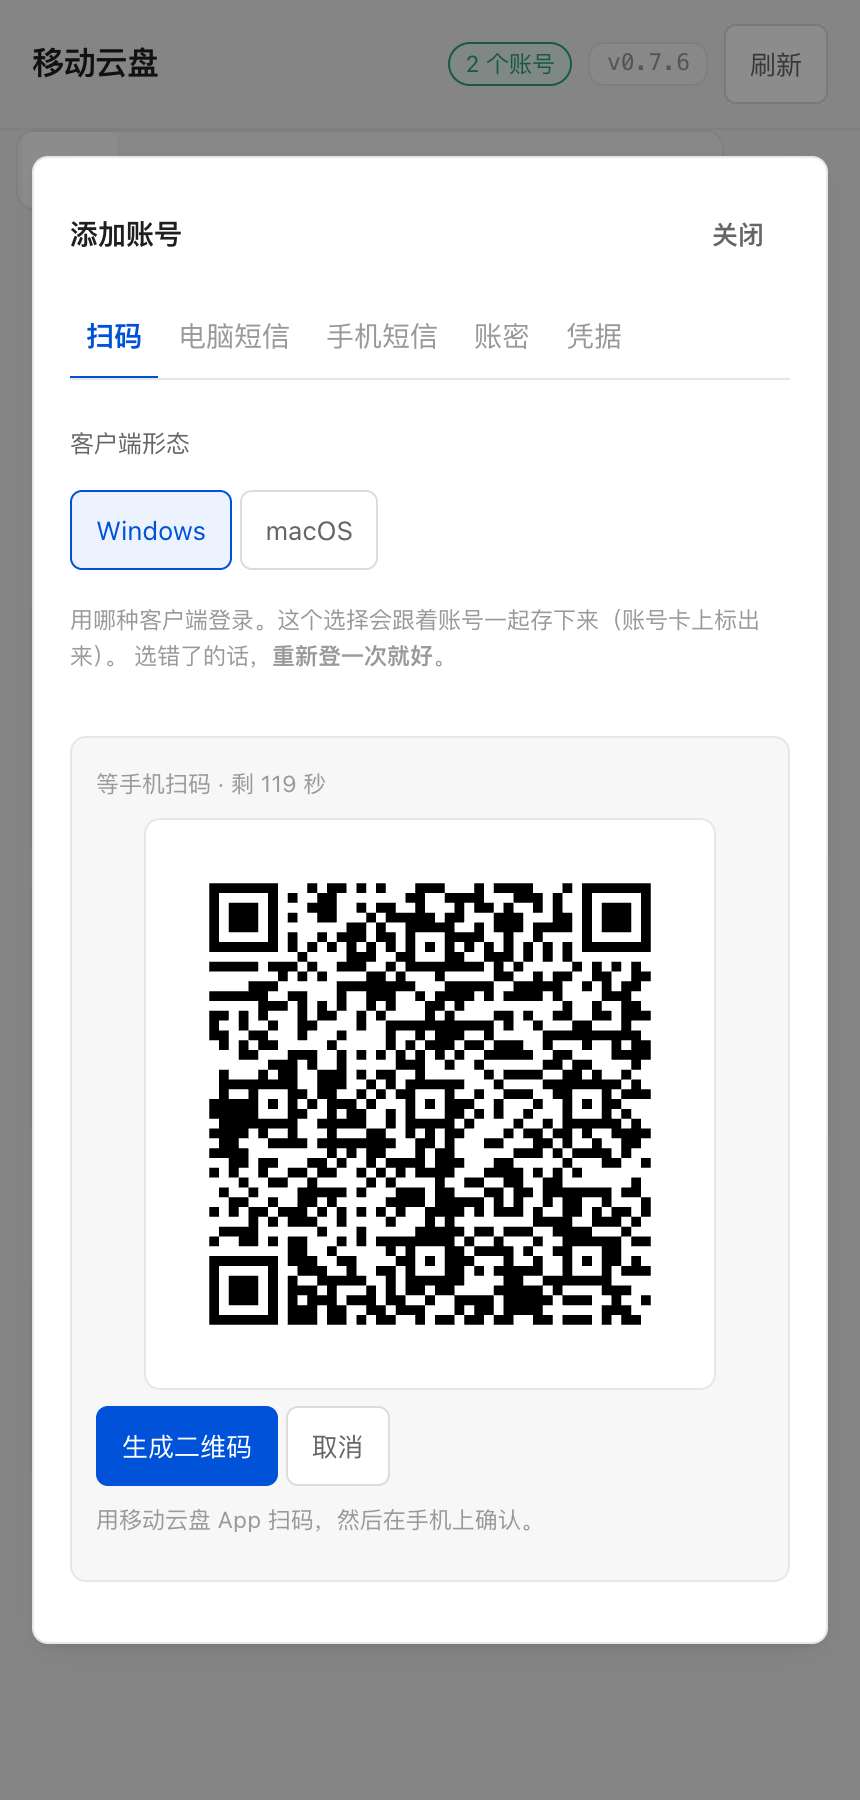 移动云盘
2 个账号
v0.7.6
刷新
添加账号
关闭
扫码
电脑短信
手机短信
账密
凭据
客户端形态
Windows
macOS
用哪种客户端登录。这个选择会跟着账号一起存下来（账号卡上标出
来）。 选错了的话，重新登一次就好。
等手机扫码 · 剩 119 秒
生成二维码
取消
用移动云盘 App 扫码，然后在手机上确认。